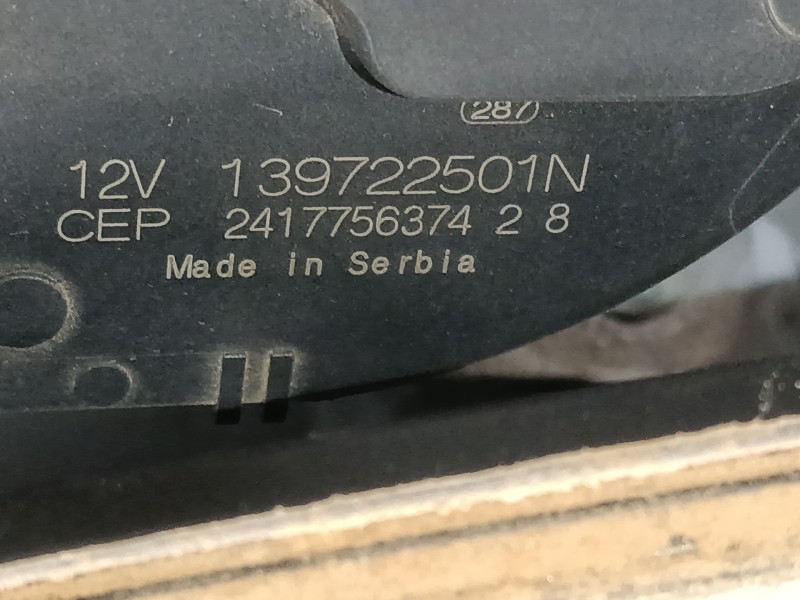 287
12V 139722501N
CEP 2417756374 2 8
Made in Serbia